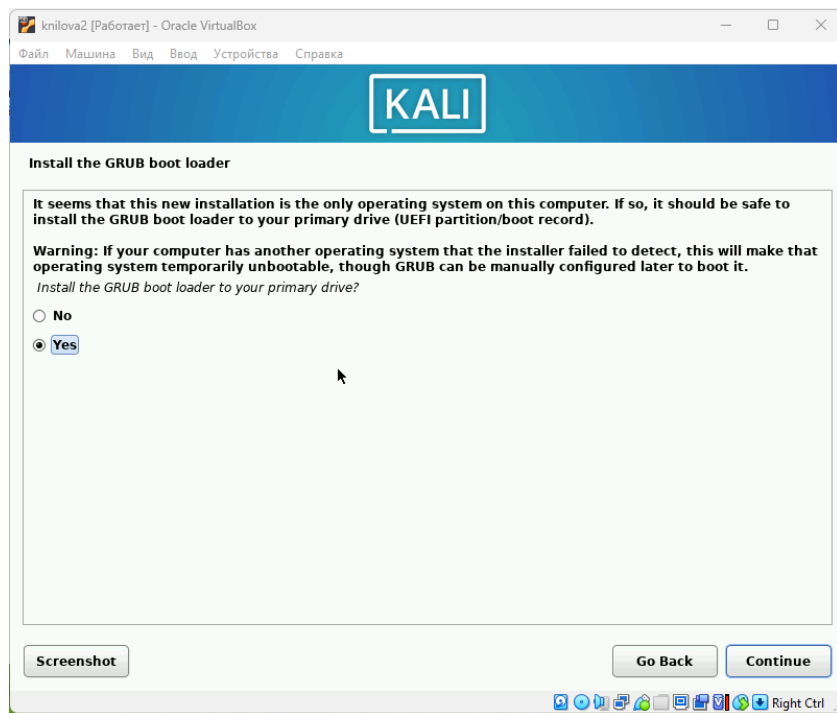 knilova2 [Работает] - Oracle VirtualBox
Файл Машина Вид Ввод Устройства Справка
KALI
Install the GRUB boot loader
It seems that this new installation is the only operating system on this computer. If so, it should be safe to
install the GRUB boot loader to your primary drive (UEFI partition/boot record).
Warning: If your computer has another operating system that the installer failed to detect, this will make that
operating system temporarily unbootable, though GRUB can be manually configured later to boot it.
Install the GRUB boot loader to your primary drive?
No
Yes
Screenshot Go Back Continue
Right Ctrl